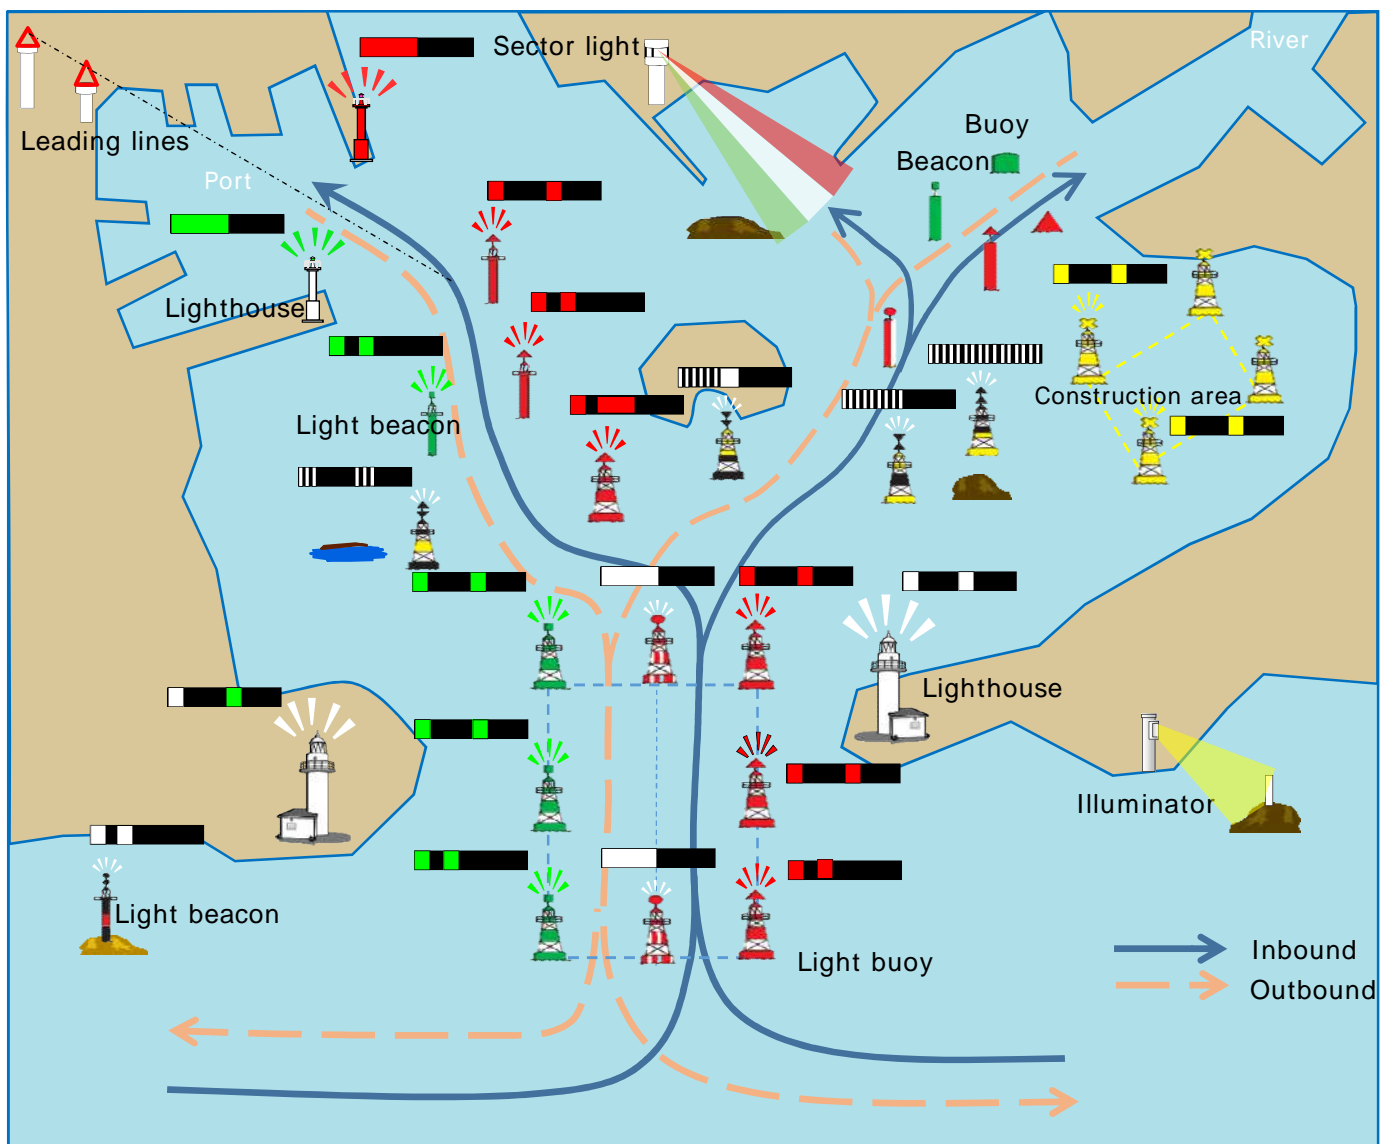 River
Sector light
Buoy
Leading lines
Beacon
Port
Lighthouse
Construction area
Light beacon
Lighthouse
Illuminator
Light beacon
Light buoy
Inbound
Outbound